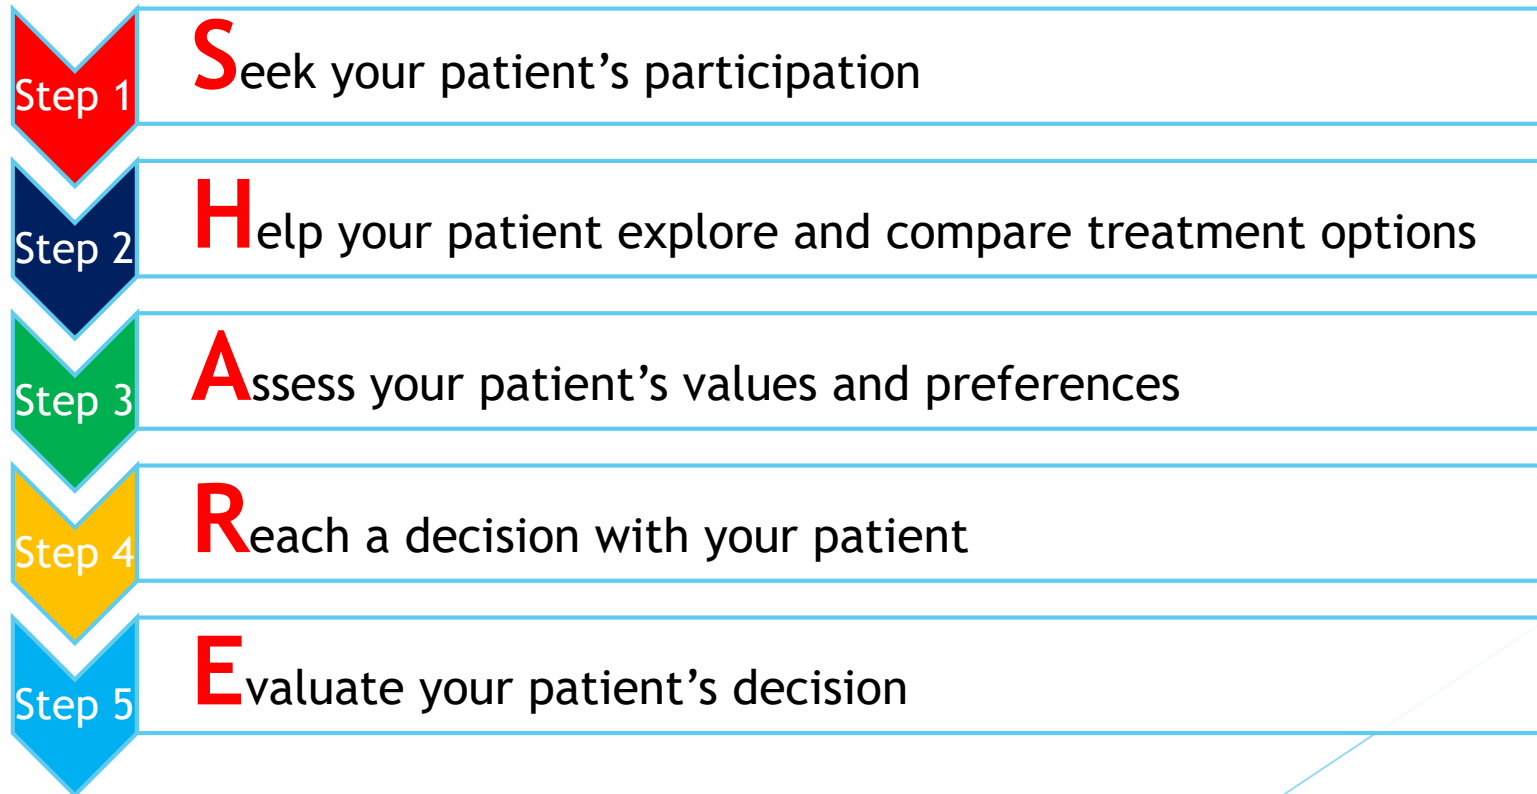 Step 1
Seek your patient’s participation
Step 2
Help your patient explore and compare treatment options
Step 3
Assess your patient’s values and preferences
Step 4
Reach a decision with your patient
Step 5
Evaluate your patient’s decision